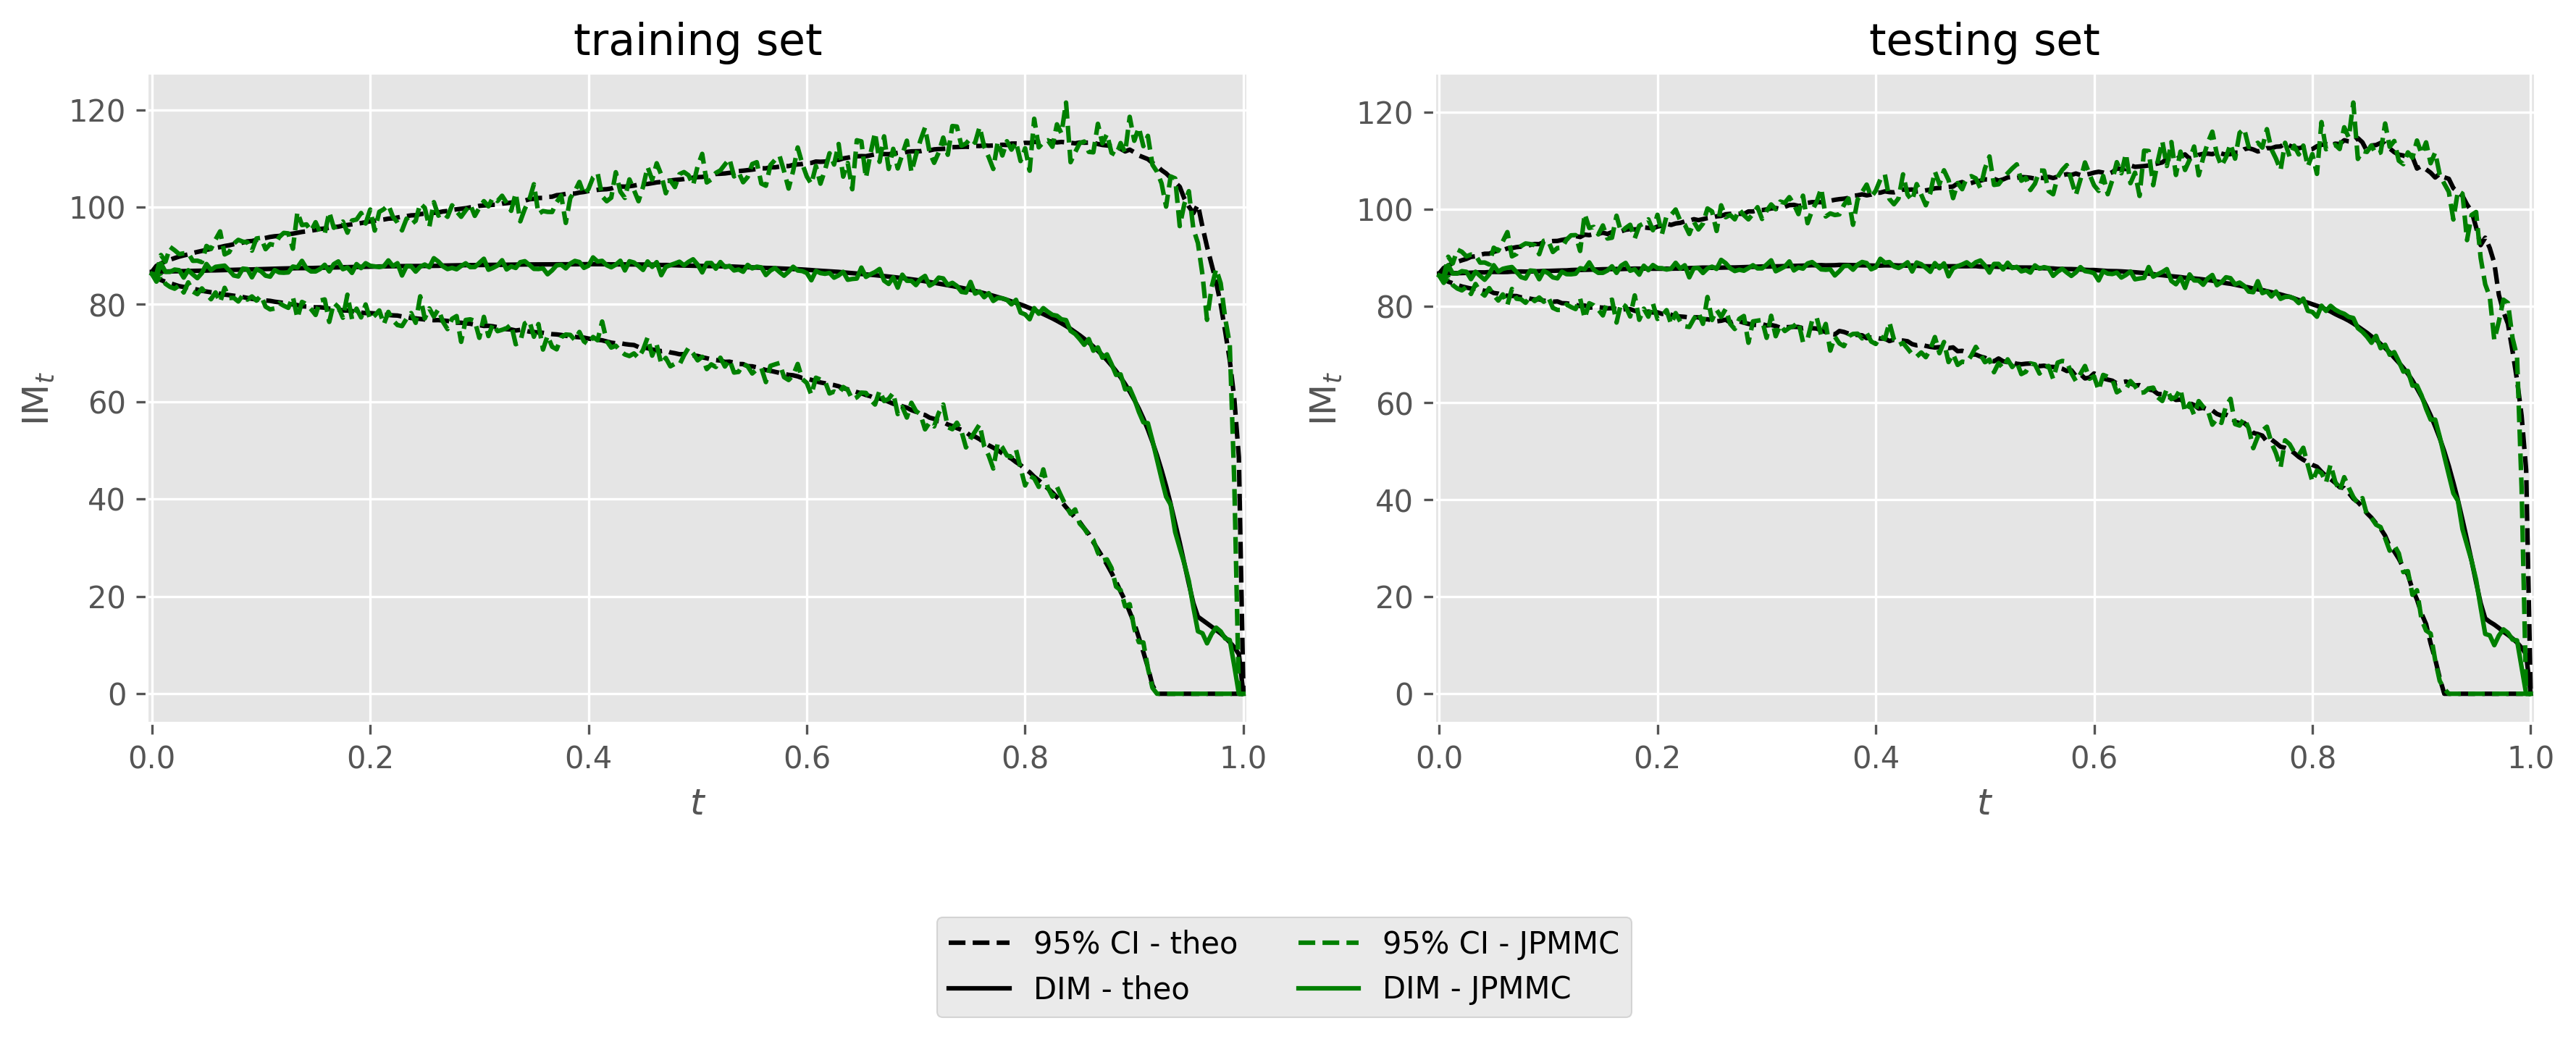 training set
testing set
120
100
80
60
40
20
0
IM_t
0.0 0.2 0.4 0.6 0.8 1.0
t
120
100
80
60
40
20
0
IM_t
0.0 0.2 0.4 0.6 0.8 1.0
t
95% CI - theo
DIM - theo
95% CI - JPMMC
DIM - JPMMC